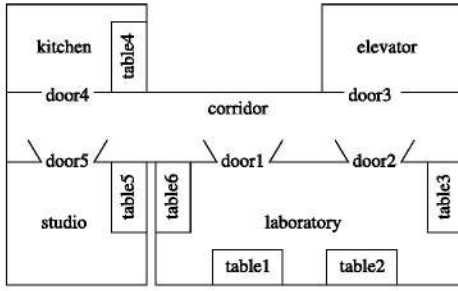 kitchen
table4
elevator
door4
door3
corridor
door5
door1
door2
table5
table6
table3
studio
laboratory
table1
table2